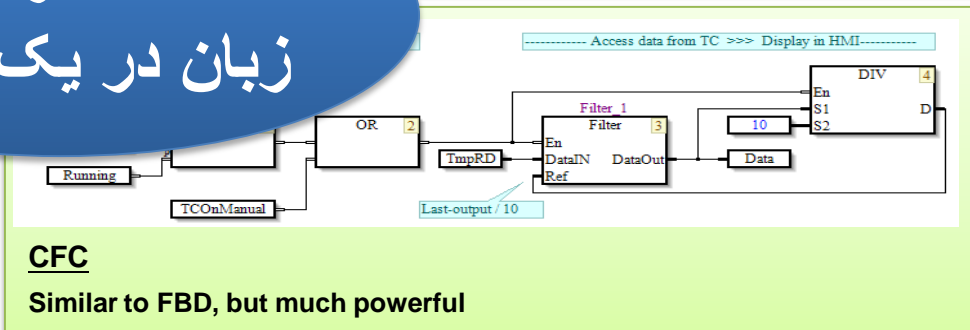 زبان در یک
------------ Access data from TC >>> Display in HMI-----------
DIV 4
En
S1 D
10 S2
Filter_1
OR 2
Filter 3
En
TmpRD DataIN DataOut Data
Ref
Running
TCOnManual
Last-output / 10
CFC
Similar to FBD, but much powerful